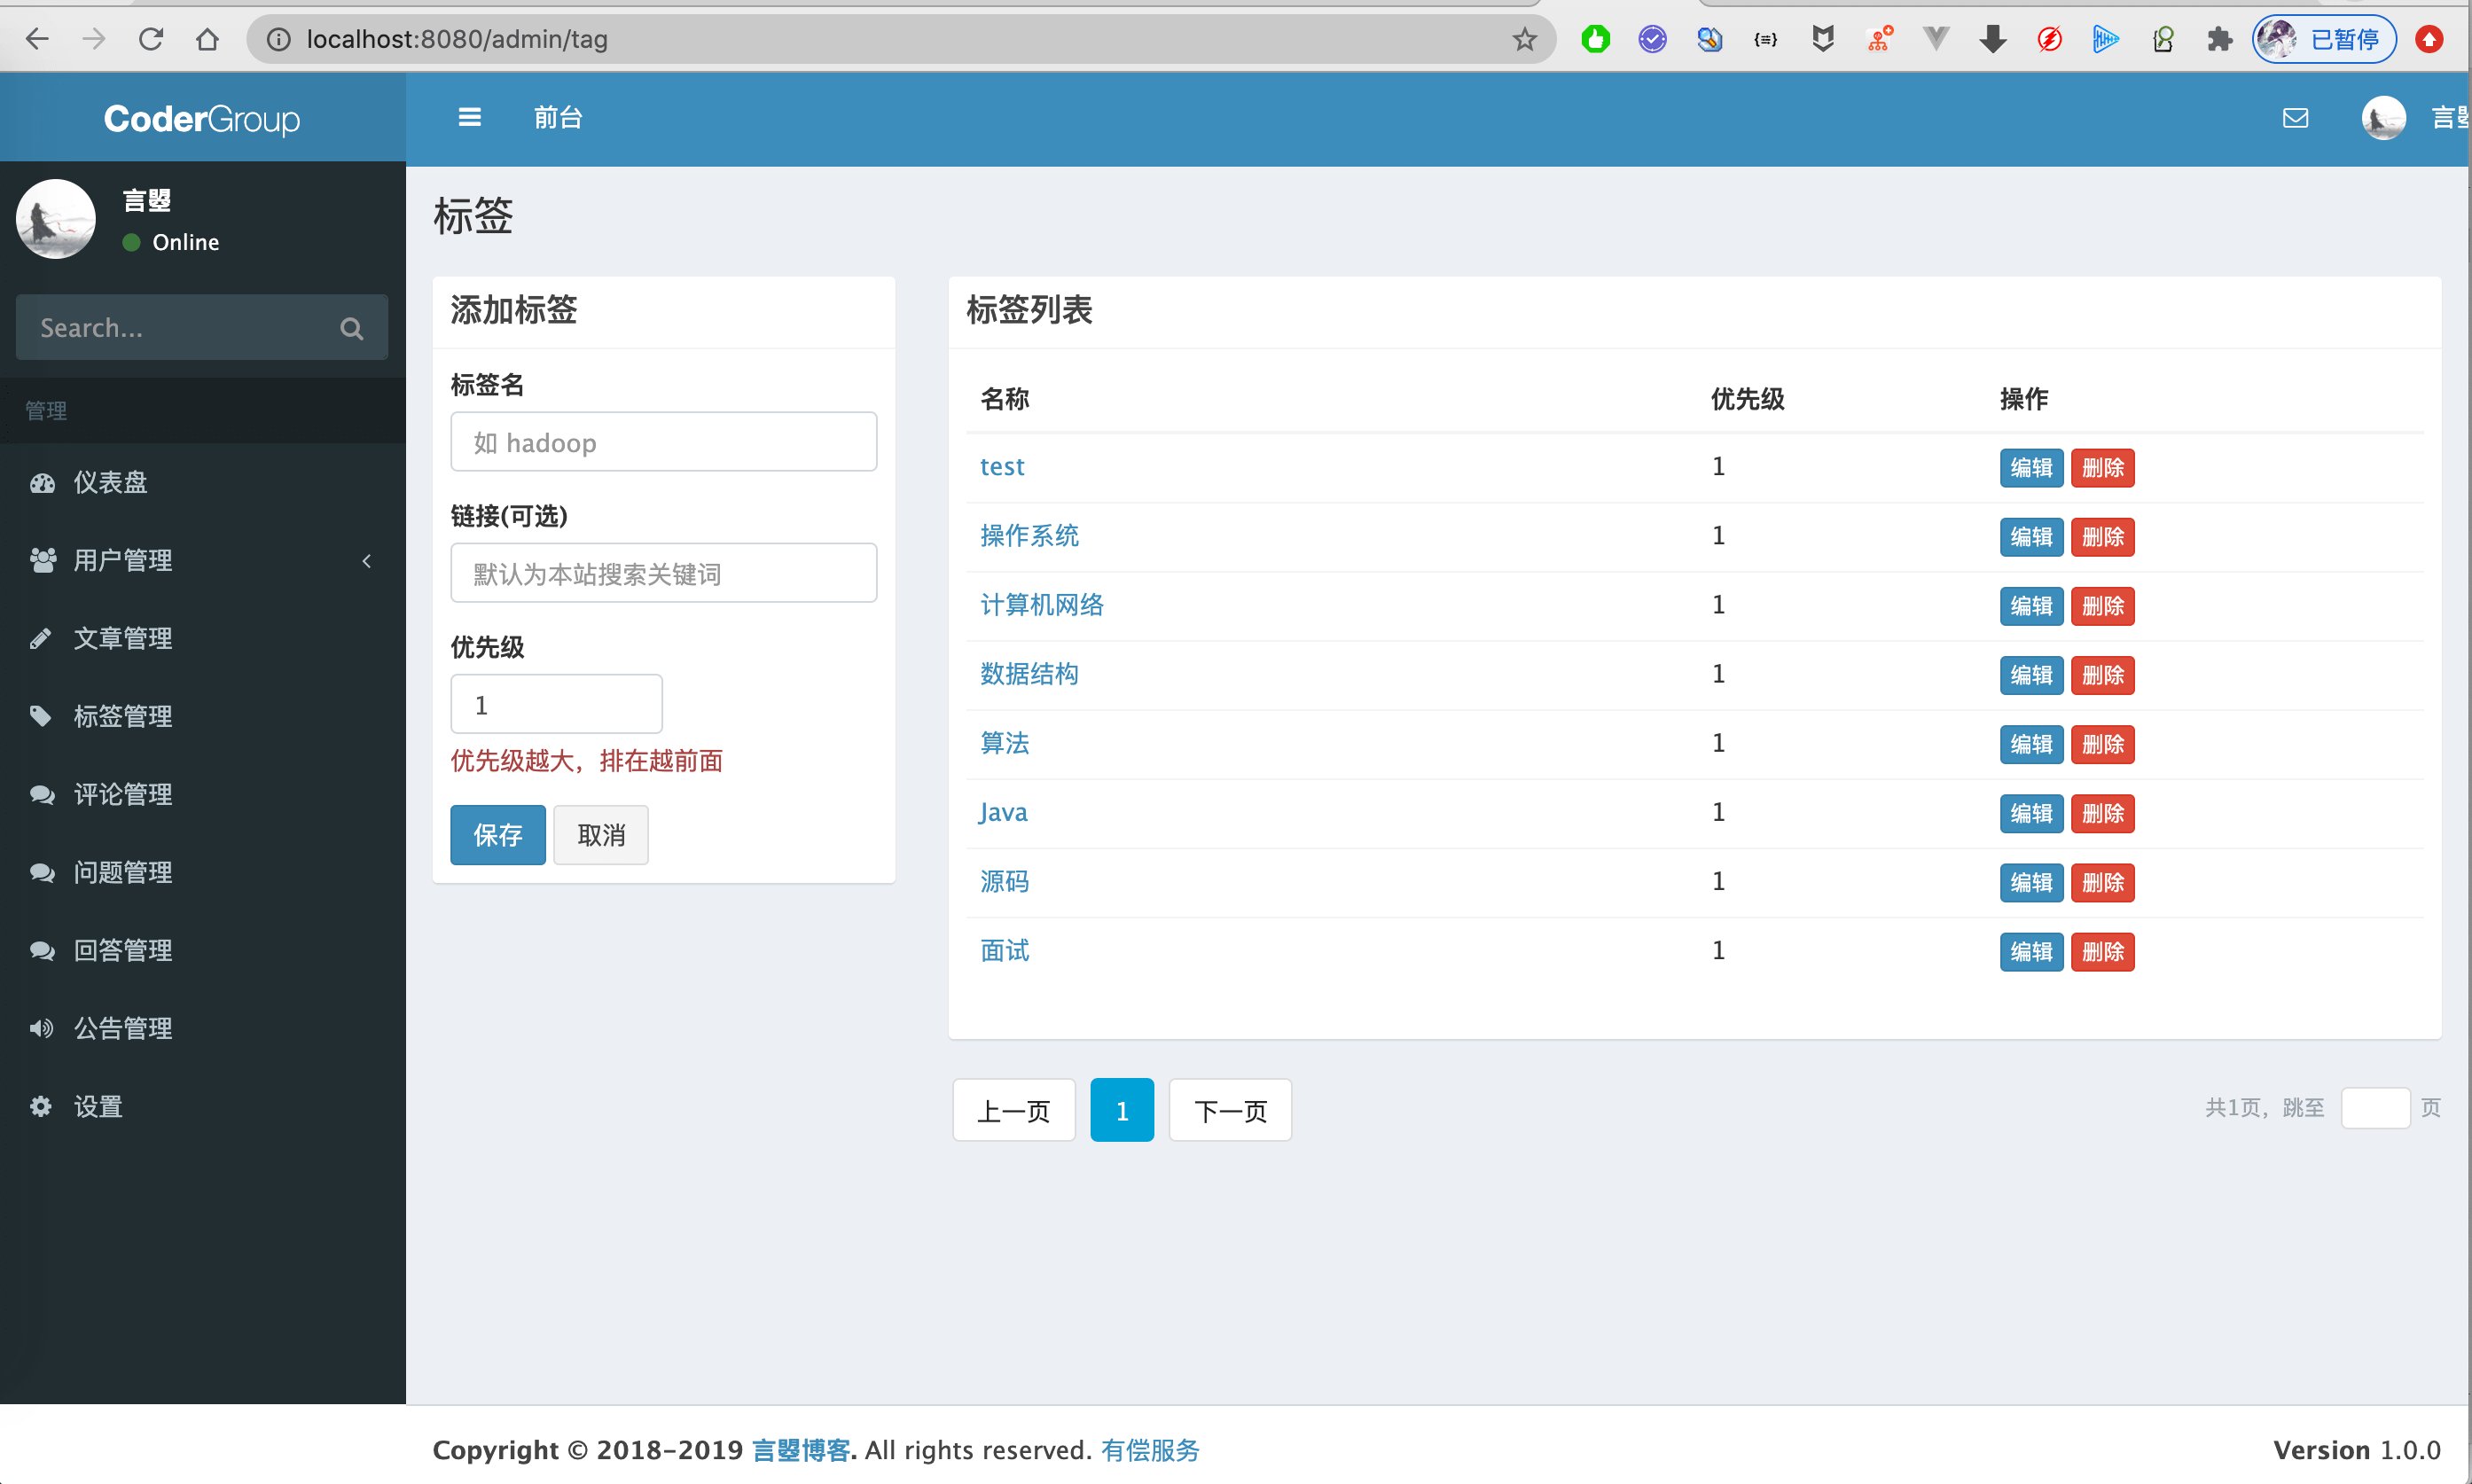 localhost:8080/admin/tag
已暂停
CoderGroup
前台
言曌
Online
Search...
管理
仪表盘
用户管理
文章管理
标签管理
评论管理
问题管理
回答管理
公告管理
设置
标签
添加标签
标签名
如 hadoop
链接(可选)
默认为本站搜索关键词
优先级
1
优先级越大，排在越前面
保存 取消
标签列表
名称 优先级 操作
test 1 编辑 删除
操作系统 1 编辑 删除
计算机网络 1 编辑 删除
数据结构 1 编辑 删除
算法 1 编辑 删除
Java 1 编辑 删除
源码 1 编辑 删除
面试 1 编辑 删除
上一页 1 下一页
共1页，跳至 页
Copyright © 2018-2019 言曌博客. All rights reserved. 有偿服务
Version 1.0.0